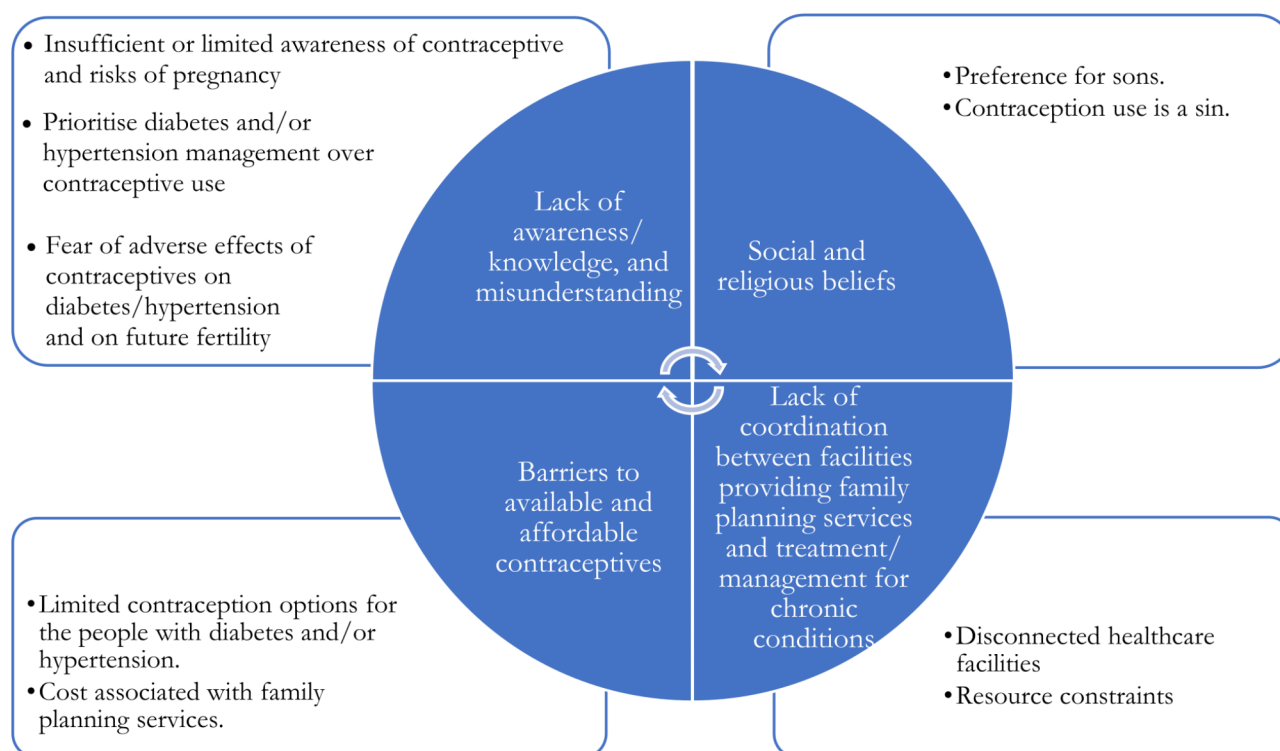 • Insufficient or limited awareness of contraceptive
and risks of pregnancy
• Prioritise diabetes and/or
hypertension management over
contraceptive use
• Fear of adverse effects of
contraceptives on
diabetes/hypertension
and on future fertility
Lack of
awareness/
knowledge, and
misunderstanding
Social and
religious beliefs
•Preference for sons.
•Contraception use is a sin.
Barriers to
available and
affordable
contraceptives
Lack of
coordination
between facilities
providing family
planning services
and treatment/
management for
chronic
conditions
•Limited contraception options for
the people with diabetes and/or
hypertension.
•Cost associated with family
planning services.
•Disconnected healthcare
facilities
•Resource constraints